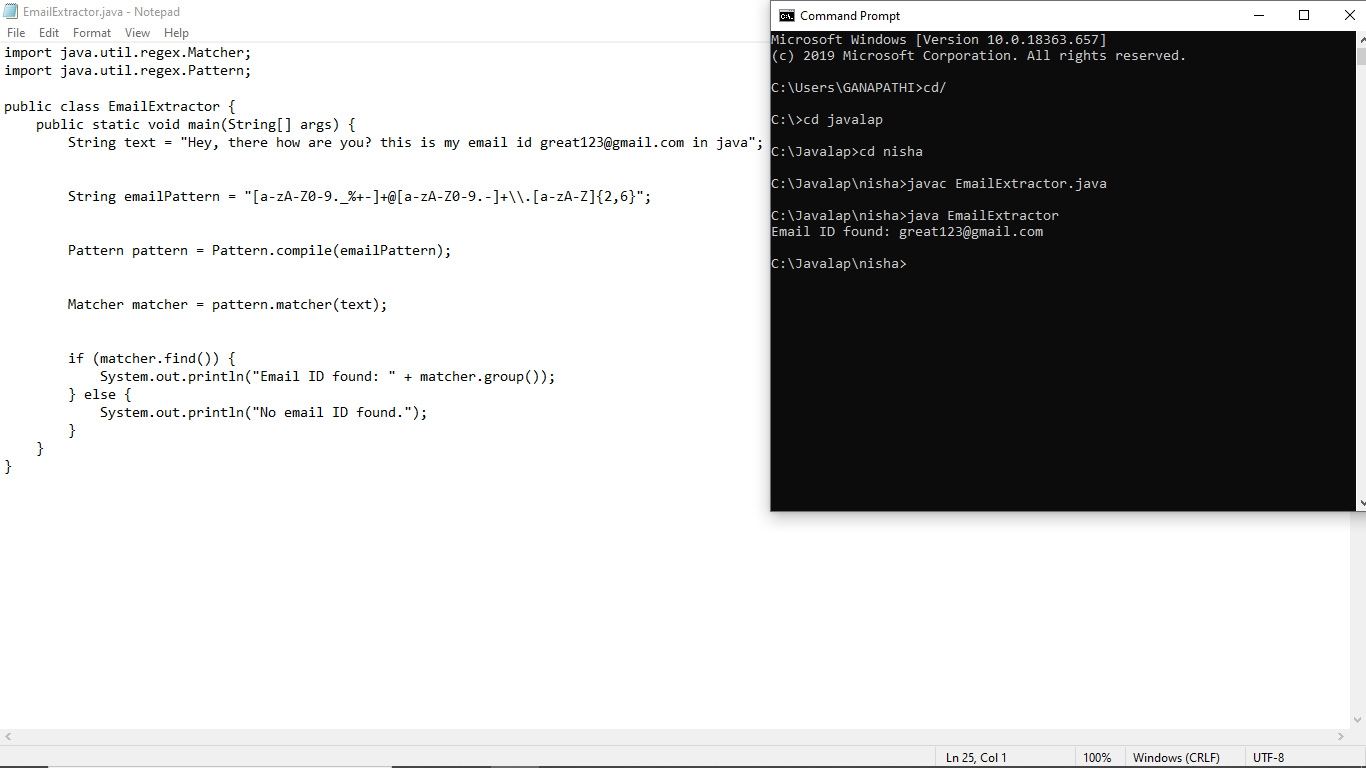 EmailExtractor.java - Notepad
File Edit Format View Help
import java.util.regex.Matcher;
import java.util.regex.Pattern;
public class EmailExtractor {
    public static void main(String[] args) {
        String text = "Hey, there how are you? this is my email id great123@gmail.com in java";
        String emailPattern = "[a-zA-Z0-9._%+-]+@[a-zA-Z0-9.-]+\\.[a-zA-Z]{2,6}";
        Pattern pattern = Pattern.compile(emailPattern);
        Matcher matcher = pattern.matcher(text);
        if (matcher.find()) {
            System.out.println("Email ID found: " + matcher.group());
        } else {
            System.out.println("No email ID found.");
        }
    }
}
Command Prompt
Microsoft Windows [Version 10.0.18363.657]
(c) 2019 Microsoft Corporation. All rights reserved.
C:\Users\GANAPATHI>cd/
C:\>cd javalap
C:\Javalap>cd nisha
C:\Javalap\nisha>javac EmailExtractor.java
C:\Javalap\nisha>java EmailExtractor
Email ID found: great123@gmail.com
C:\Javalap\nisha>
Ln 25, Col 1 100% Windows (CRLF) UTF-8